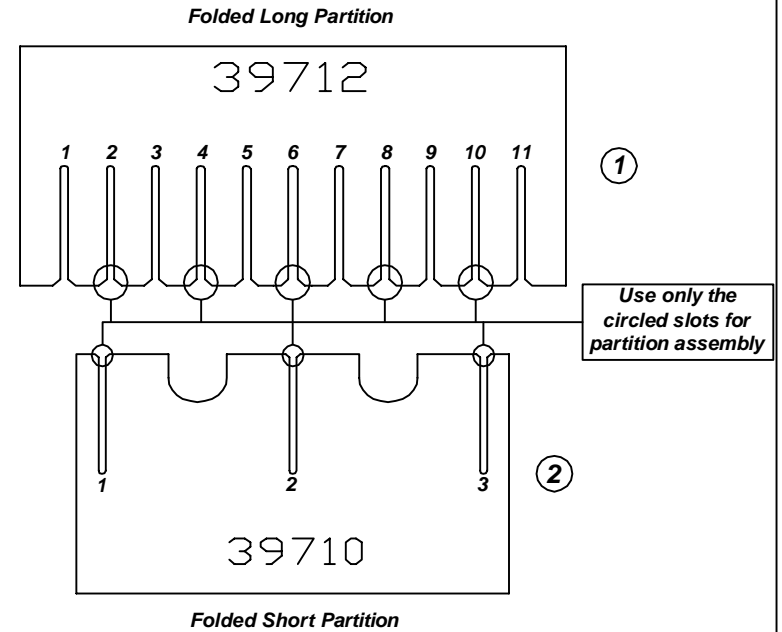 Folded Long Partition
39712
1 2 3 4 5 6 7 8 9 10 11
1
Use only the
circled slots for
partition assembly
1 2 3
2
39710
Folded Short Partition